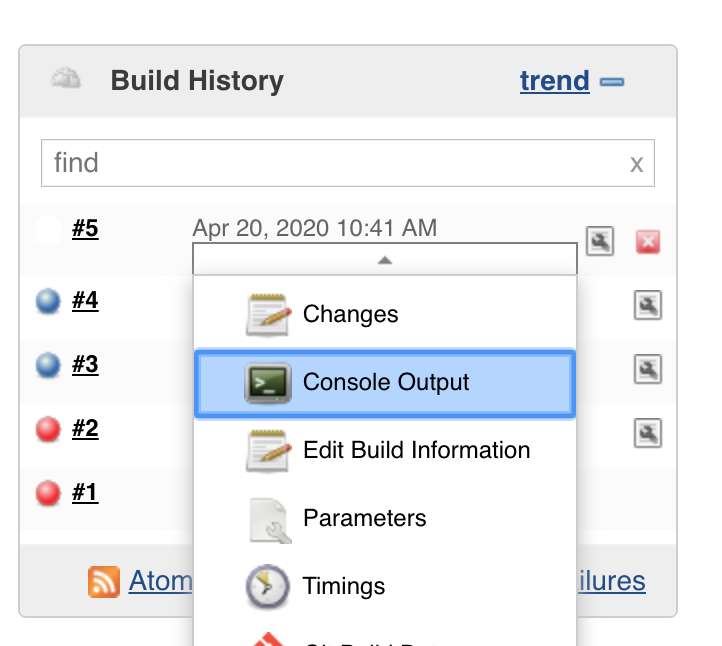 Build History trend
find x
#5 Apr 20, 2020 10:41 AM
#4
Changes
#3
Console Output
#2
Edit Build Information
#1
Parameters
Atom
Timings
ilures